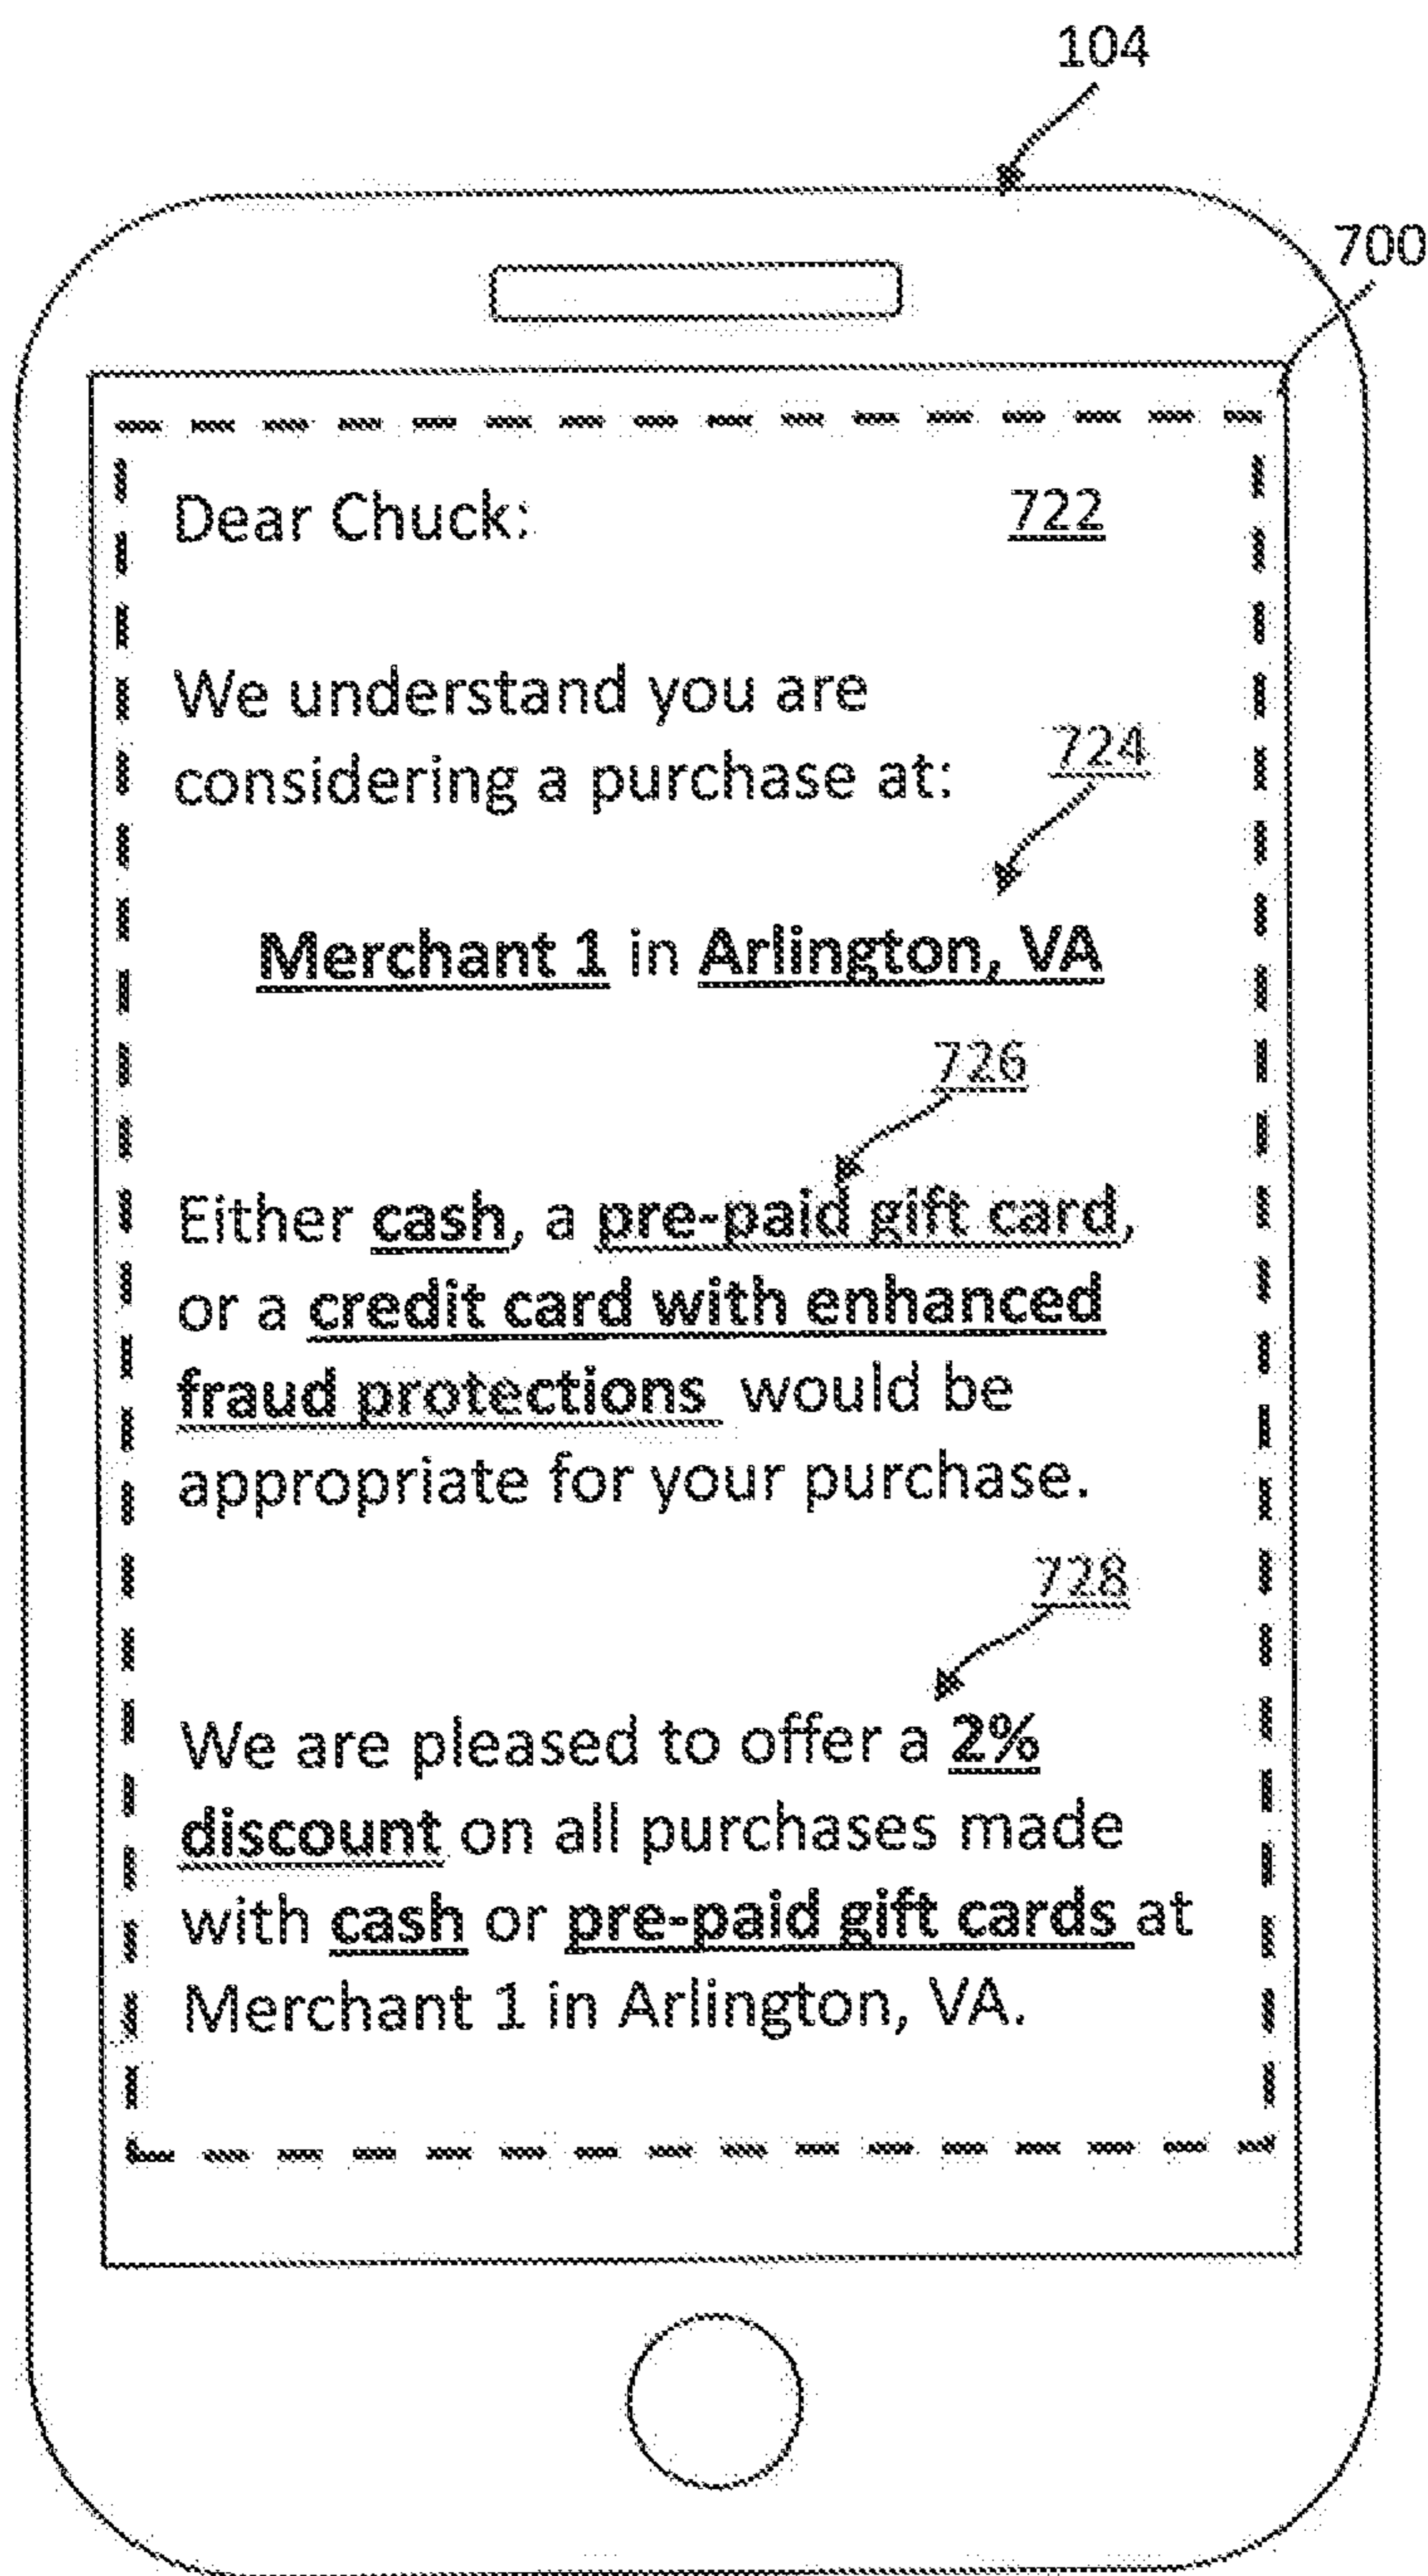 104
700
Dear Chuck: 722
We understand you are
considering a purchase at:
724
Merchant 1 in Arlington, VA
726
Either cash, a pre-paid gift card,
or a credit card with enhanced
fraud protections would be
appropriate for your purchase.
728
We are pleased to offer a 2%
discount on all purchases made
with cash or pre-paid gift cards at
Merchant 1 in Arlington, VA.